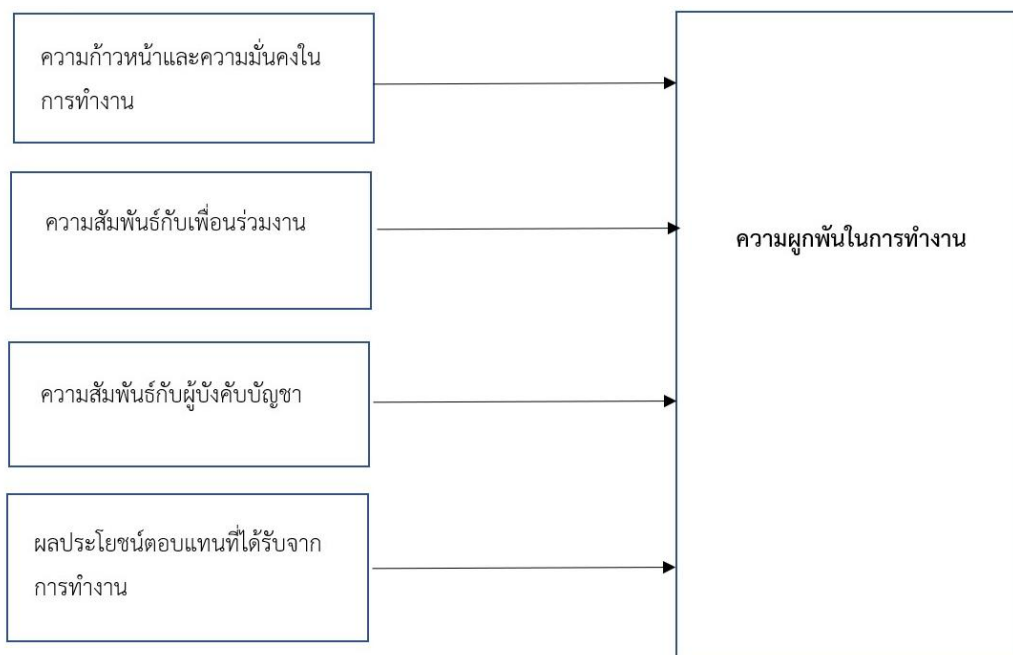 ความก้าวหน้าและความมั่นคงใน
การทำงาน
ความสัมพันธ์กับเพื่อนร่วมงาน
ความผูกพันในการทำงาน
ความสัมพันธ์กับผู้บังคับบัญชา
ผลประโยชน์ตอบแทนที่ได้รับจาก
การทำงาน